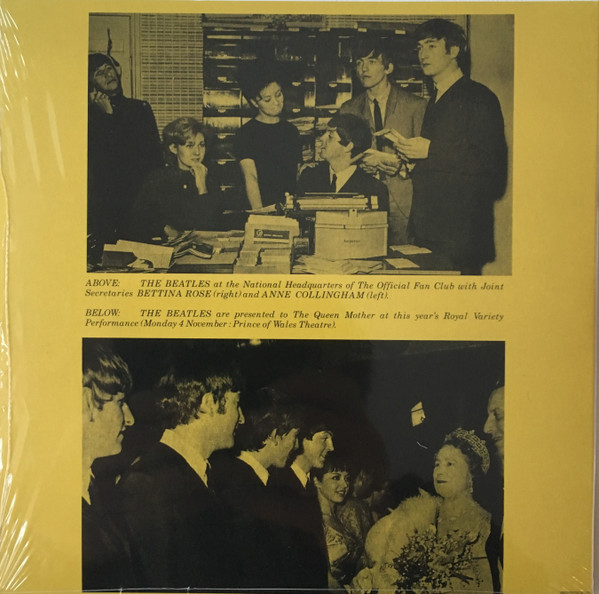 ABOVE: THE BEATLES at the National Headquarters of The Official Fan Club with Joint
Secretaries BETTINA ROSE (right) and ANNE COLLINGHAM (left).
BELOW: THE BEATLES are presented to The Queen Mother at this year's Royal Variety
Performance (Monday 4 November: Prince of Wales Theatre).